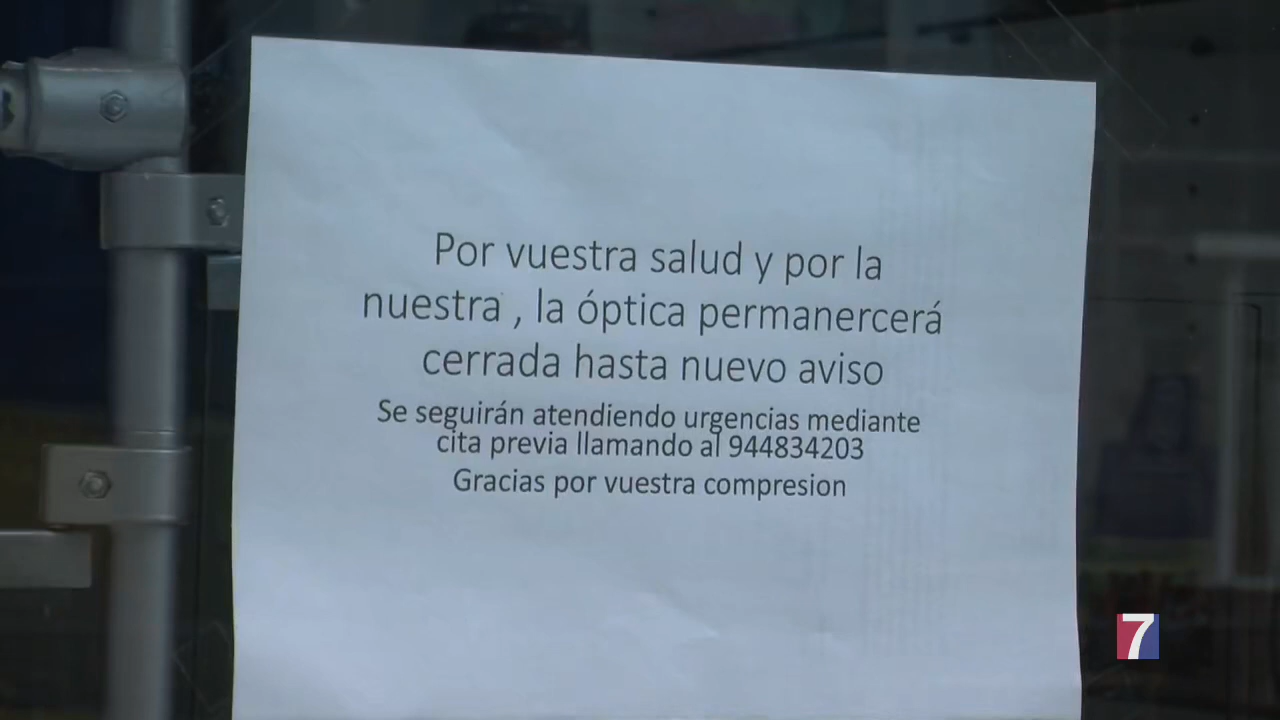 Por vuestra salud y por la
nuestra , la óptica permanercerá
cerrada hasta nuevo aviso
Se seguirán atendiendo urgencias mediante
cita previa llamando al 944834203
Gracias por vuestra compresion
7